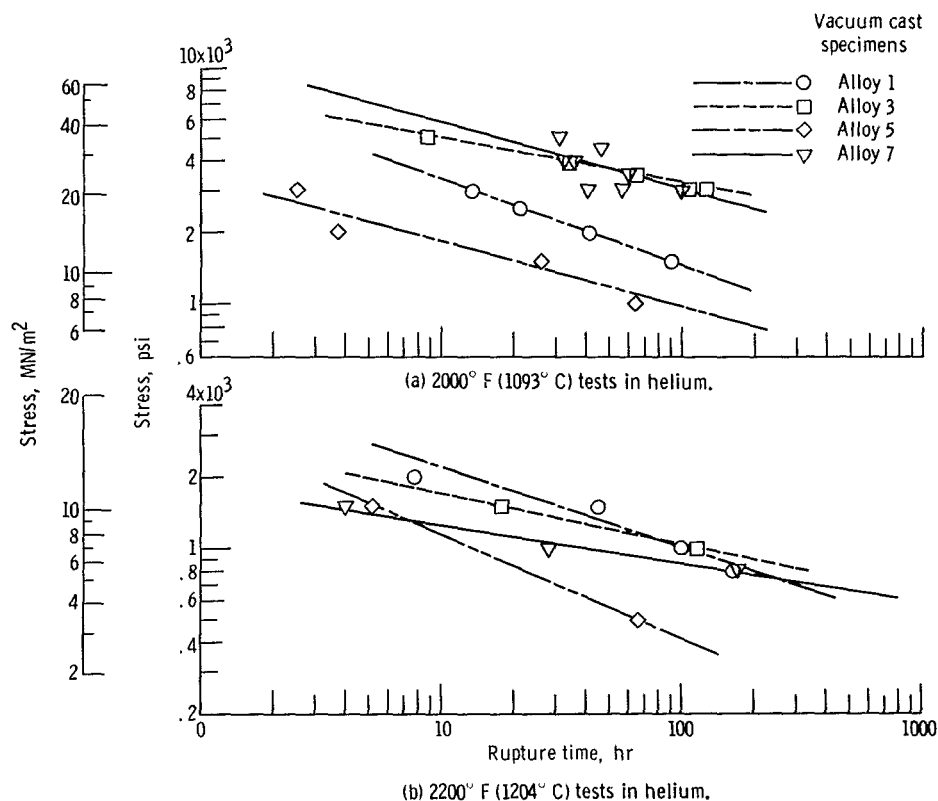 Vacuum cast
specimens
Alloy 1
Alloy 3
Alloy 5
Alloy 7
Stress, MN/m²
60
40
20
10
8
6
Stress, psi
10x10³
8
6
4
2
1
.6
(a) 2000° F (1093° C) tests in helium.
20
10
8
6
4
2
4x10³
2
1
.8
.6
.4
.2
0
10
100
1000
Rupture time, hr
(b) 2200° F (1204° C) tests in helium.